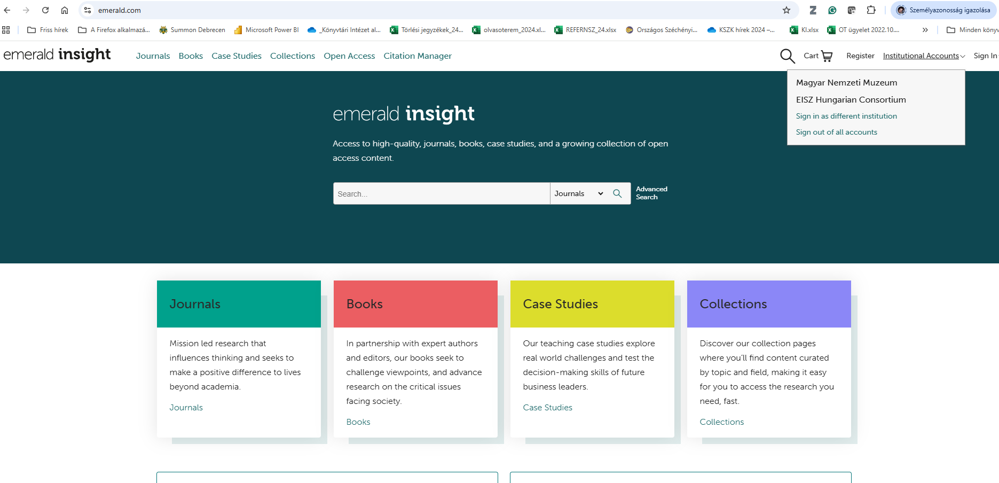 emerald.com
Személyazonosság igazolása
Friss hírek
A Firefox alkalmazá...
Summon Debrecen
Microsoft Power BI
_Könyvtári Intézet al...
Törlési jegyzékek_24...
olvasoterem_2024.xl...
REFERNSZ_24.xlsx
Országos Széchényi...
KSZK hírek 2024 –...
KI.xlsx
OT ügyelet 2022.10....
»
Minden könyv
emerald insight
Journals
Books
Case Studies
Collections
Open Access
Citation Manager
Cart
Register
Institutional Accounts
Sign In
Magyar Nemzeti Muzeum
EISZ Hungarian Consortium
Sign in as different institution
Sign out of all accounts
emerald insight
Access to high-quality, journals, books, case studies, and a growing collection of open
access content.
Search...
Journals
Advanced
Search
Journals
Mission led research that
influences thinking and seeks to
make a positive difference to lives
beyond academia.
Journals
Books
In partnership with expert authors
and editors, our books seek to
challenge viewpoints, and advance
research on the critical issues
facing society.
Books
Case Studies
Our teaching case studies explore
real world challenges and test the
decision-making skills of future
business leaders.
Case Studies
Collections
Discover our collection pages
where you’ll find content curated
by topic and field, making it easy
for you to access the research you
need, fast.
Collections